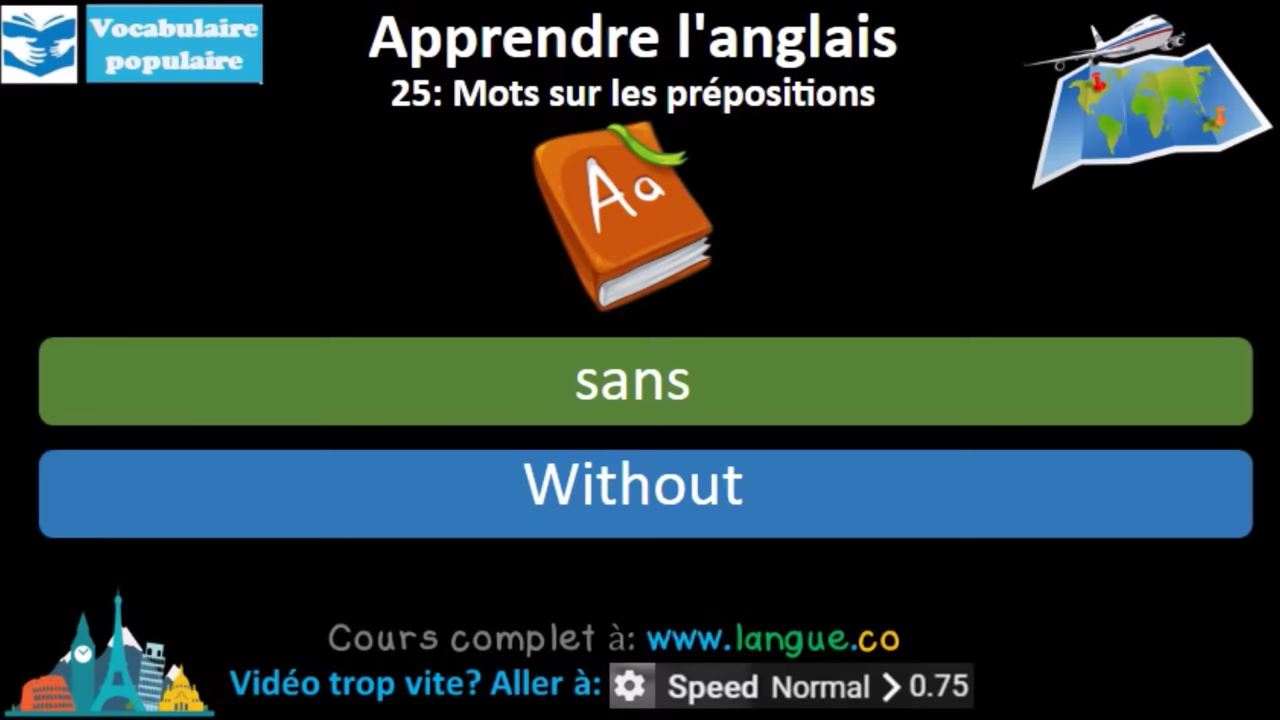 Vocabulaire
populaire
Apprendre l'anglais
25: Mots sur les prépositions
Aa
sans
Without
Cours complet à: www.langue.co
Vidéo trop vite? Aller à: Speed Normal > 0.75